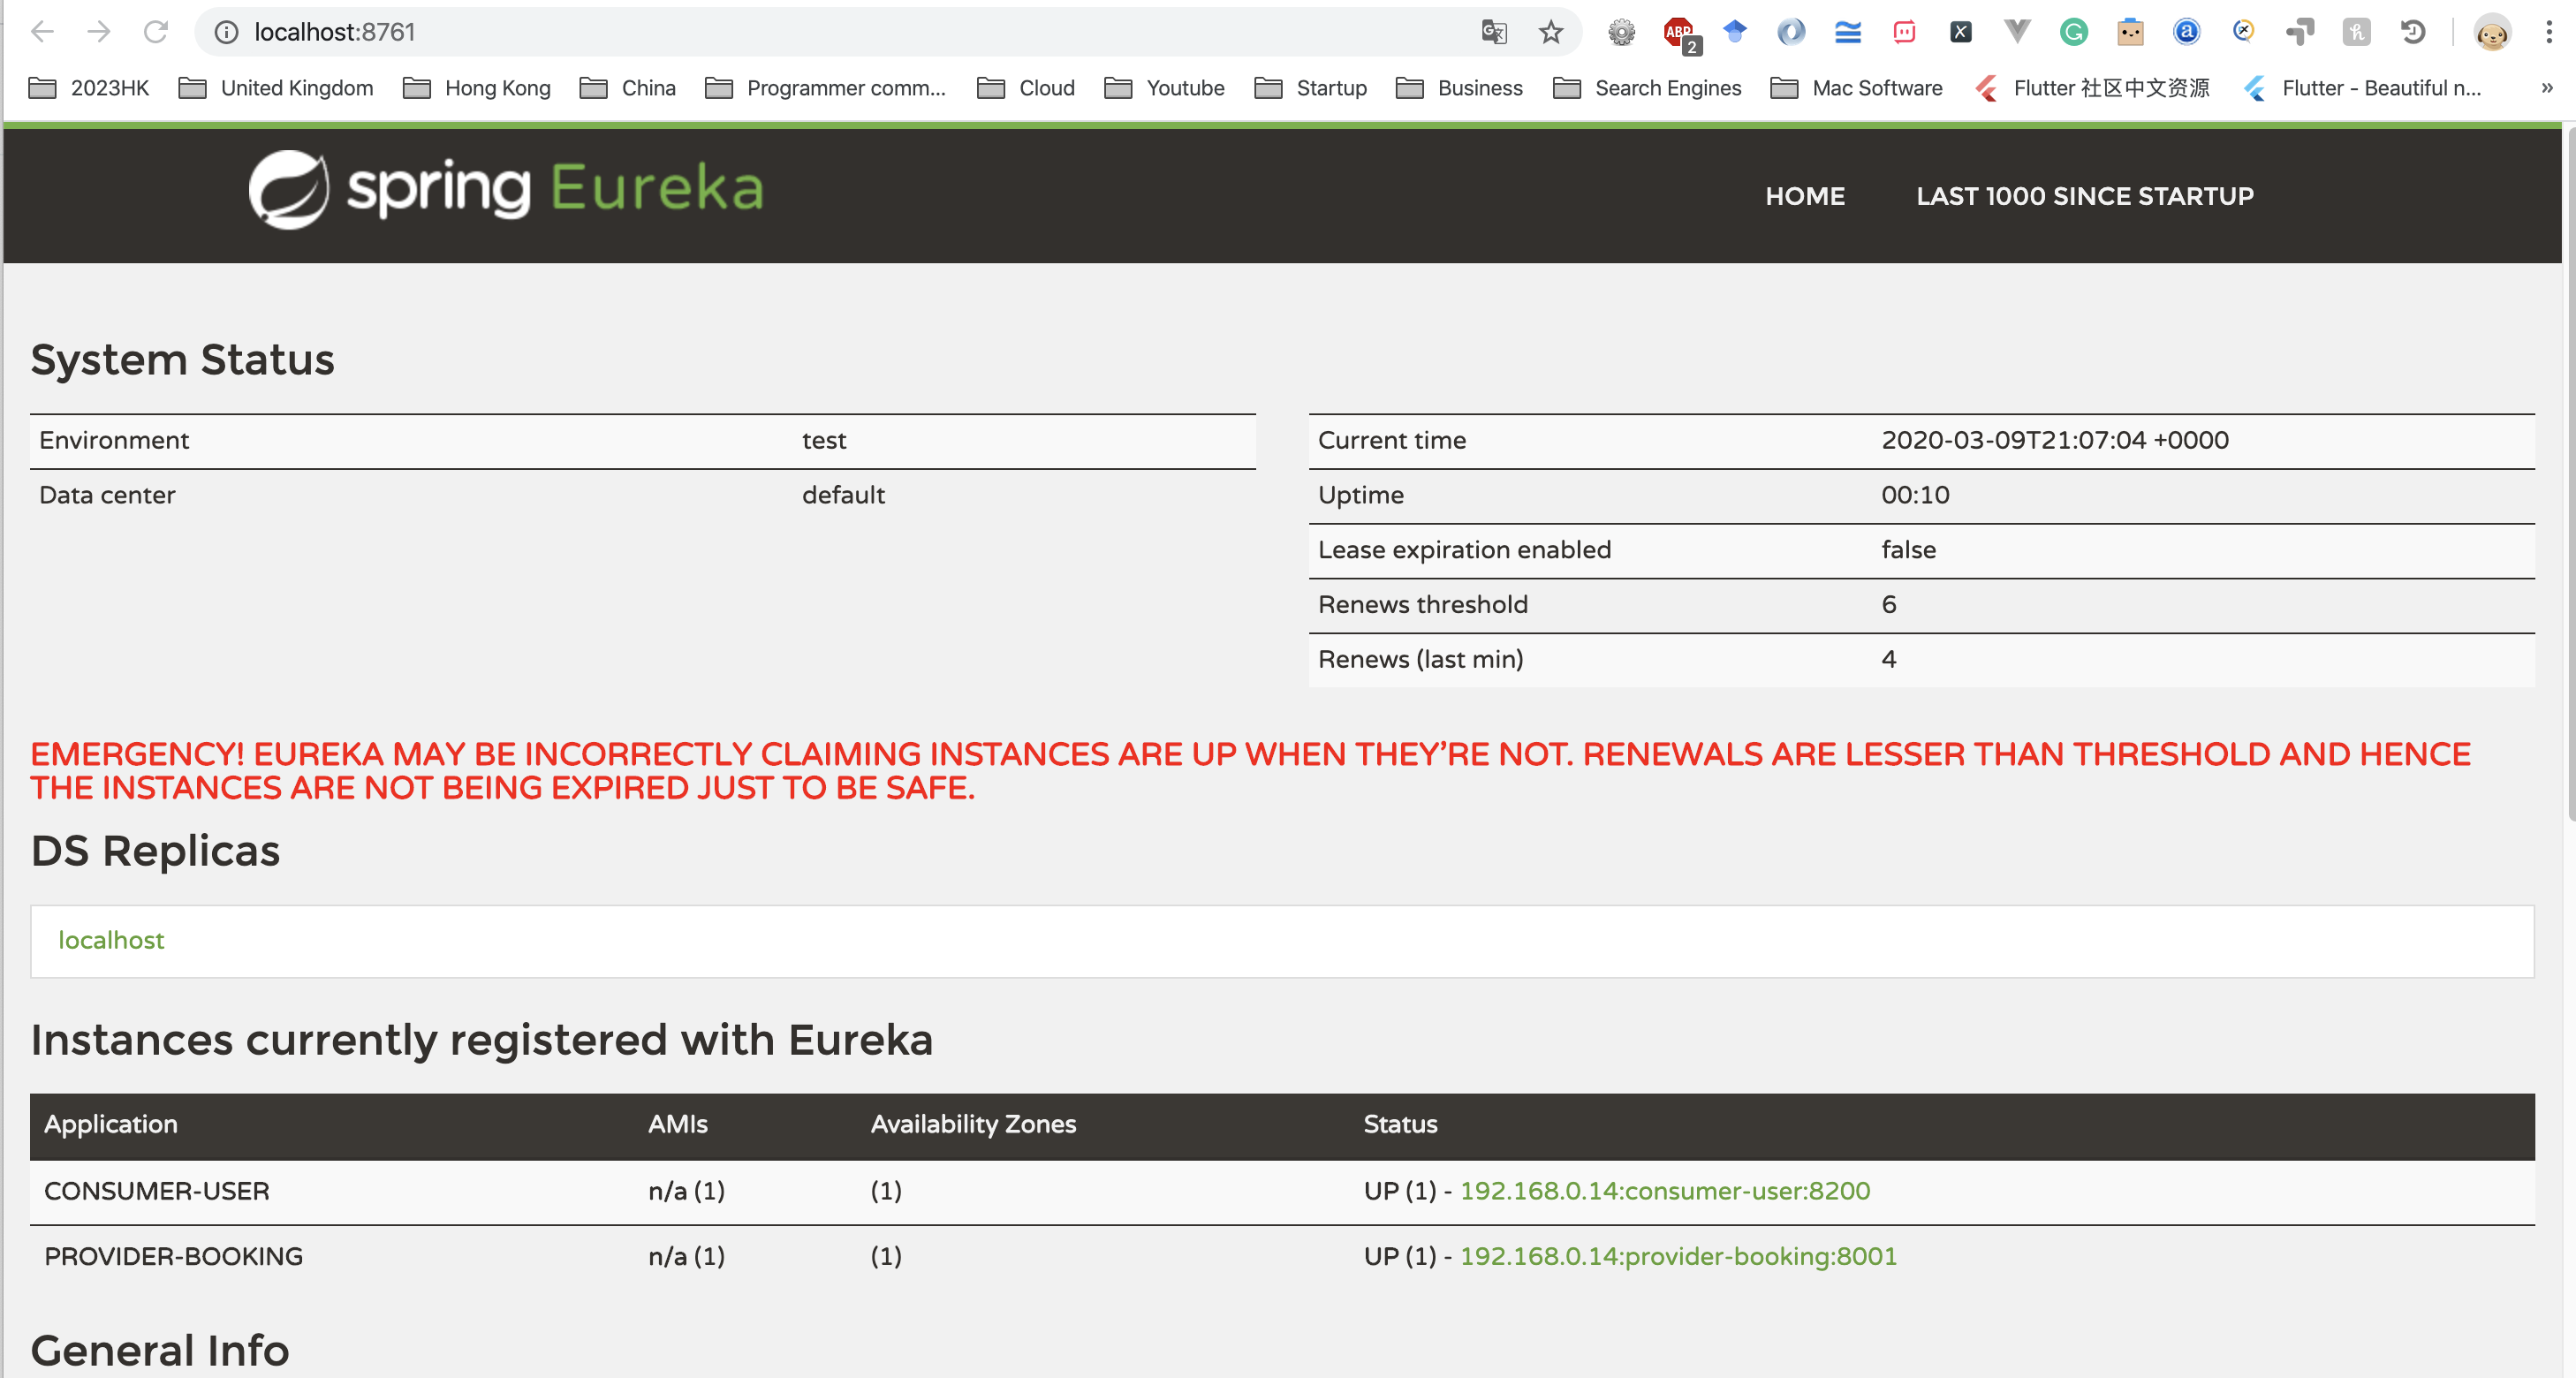 localhost:8761
ABP 2
2023HK United Kingdom Hong Kong China Programmer comm... Cloud Youtube Startup Business Search Engines Mac Software Flutter 社区中文资源 Flutter - Beautiful n... »
spring Eureka HOME LAST 1000 SINCE STARTUP
System Status
Environment test
Data center default
Current time 2020-03-09T21:07:04 +0000
Uptime 00:10
Lease expiration enabled false
Renews threshold 6
Renews (last min) 4
EMERGENCY! EUREKA MAY BE INCORRECTLY CLAIMING INSTANCES ARE UP WHEN THEY’RE NOT. RENEWALS ARE LESSER THAN THRESHOLD AND HENCE
THE INSTANCES ARE NOT BEING EXPIRED JUST TO BE SAFE.
DS Replicas
localhost
Instances currently registered with Eureka
Application AMIs Availability Zones Status
CONSUMER-USER n/a (1) (1) UP (1) - 192.168.0.14:consumer-user:8200
PROVIDER-BOOKING n/a (1) (1) UP (1) - 192.168.0.14:provider-booking:8001
General Info